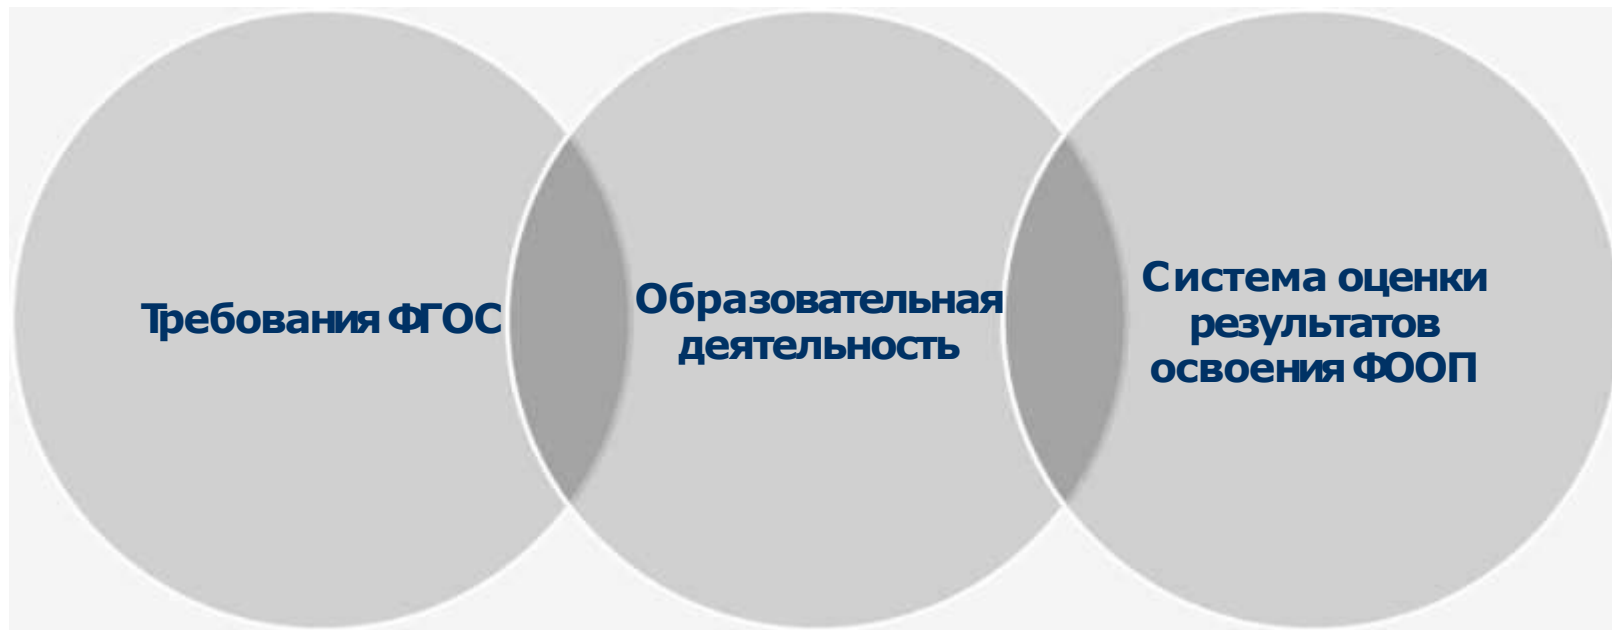 Требования ФГОС
Образовательная
деятельность
Система оценки
результатов
освоения ФООП